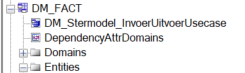 DM_FACT
DM_Stermodel_InvoerUitvoerUsecase
DependencyAttrDomains
Domains
Entities